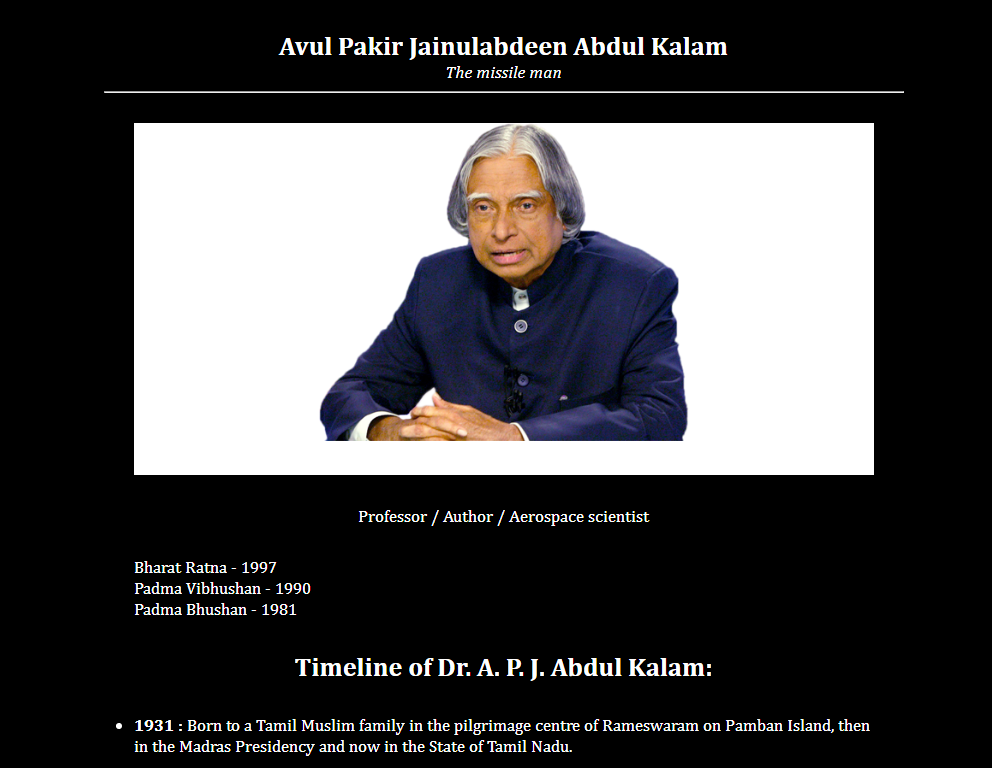 Avul Pakir Jainulabdeen Abdul Kalam
The missile man
Professor / Author / Aerospace scientist
Bharat Ratna - 1997
Padma Vibhushan - 1990
Padma Bhushan - 1981
Timeline of Dr. A. P. J. Abdul Kalam:
• 1931 : Born to a Tamil Muslim family in the pilgrimage centre of Rameswaram on Pamban Island, then
in the Madras Presidency and now in the State of Tamil Nadu.